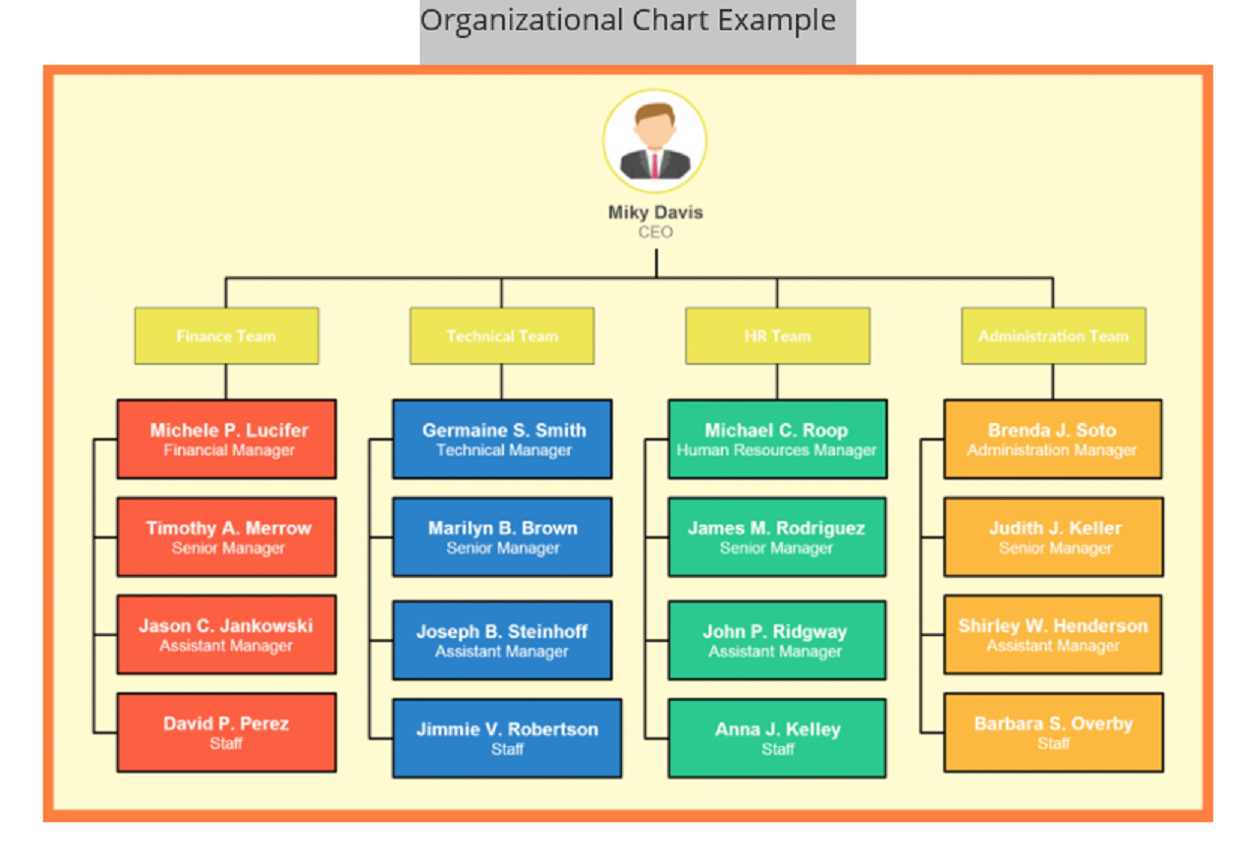 Organizational Chart Example
Miky Davis
CEO
Finance Team
Technical Team
HR Team
Administration Team
Michele P. Lucifer
Financial Manager
Germaine S. Smith
Technical Manager
Michael C. Roop
Human Resources Manager
Brenda J. Soto
Administration Manager
Timothy A. Merrow
Senior Manager
Marilyn B. Brown
Senior Manager
James M. Rodriguez
Senior Manager
Judith J. Keller
Senior Manager
Jason C. Jankowski
Assistant Manager
Joseph B. Steinhoff
Assistant Manager
John P. Ridgway
Assistant Manager
Shirley W. Henderson
Assistant Manager
David P. Perez
Staff
Jimmie V. Robertson
Staff
Anna J. Kelley
Staff
Barbara S. Overby
Staff